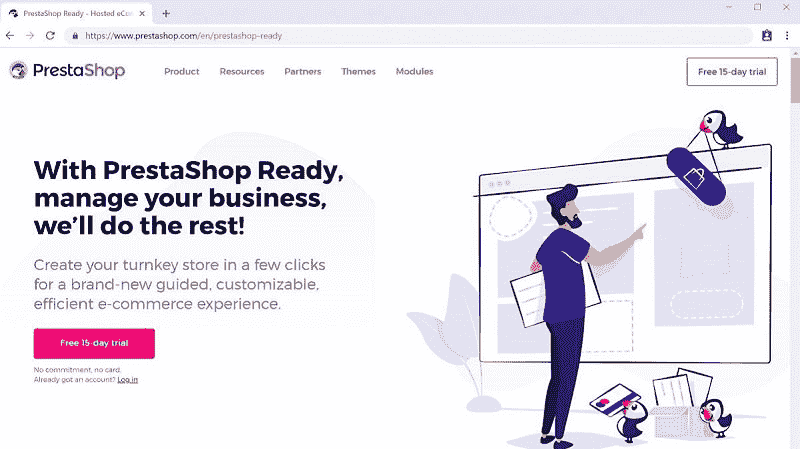 PrestaShop Ready - Hosted eCom
https://www.prestashop.com/en/prestashop-ready
PrestaShop
Product
Resources
Partners
Themes
Modules
Free 15-day trial
With PrestaShop Ready,
manage your business,
we'll do the rest!
Create your turnkey store in a few clicks
for a brand-new guided, customizable,
efficient e-commerce experience.
Free 15-day trial
No commitment, no card.
Already got an account? Log in